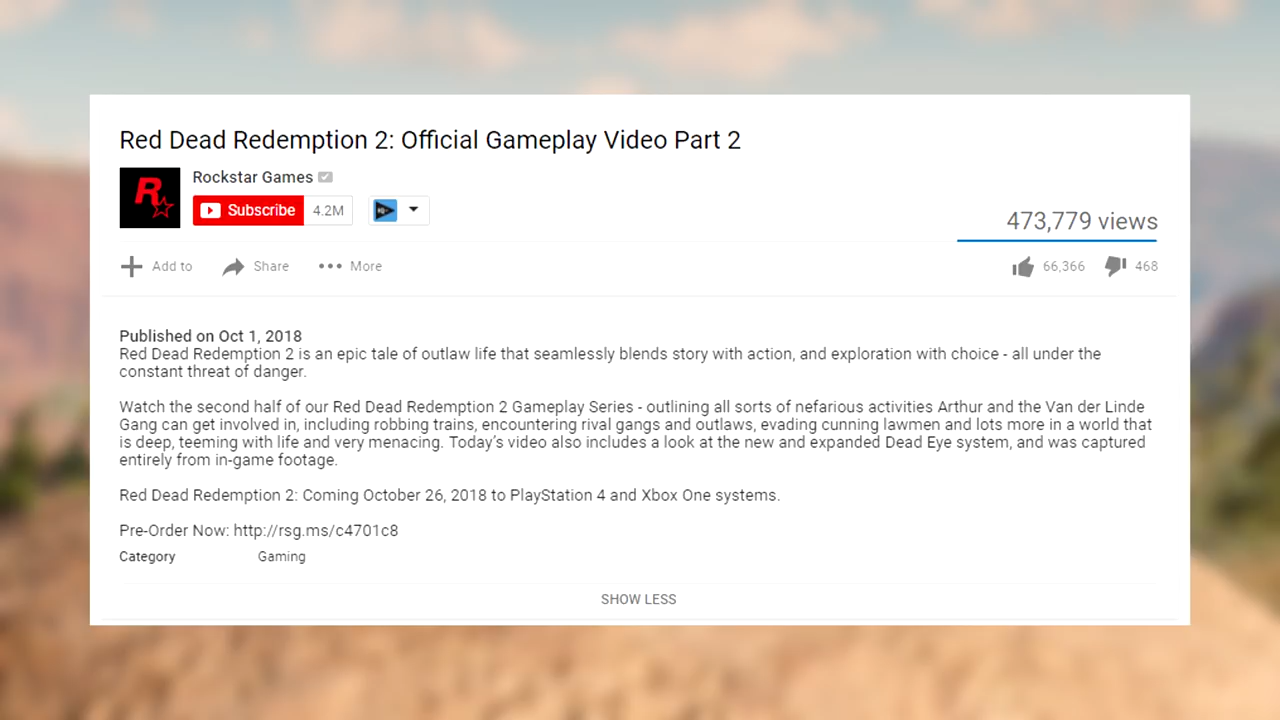 Red Dead Redemption 2: Official Gameplay Video Part 2
R
Rockstar Games
Subscribe 4.2M
473,779 views
Add to Share More 66,366 468
Published on Oct 1, 2018
Red Dead Redemption 2 is an epic tale of outlaw life that seamlessly blends story with action, and exploration with choice - all under the
constant threat of danger.
Watch the second half of our Red Dead Redemption 2 Gameplay Series - outlining all sorts of nefarious activities Arthur and the Van der Linde
Gang can get involved in, including robbing trains, encountering rival gangs and outlaws, evading cunning lawmen and lots more in a world that
is deep, teeming with life and very menacing. Today’s video also includes a look at the new and expanded Dead Eye system, and was captured
entirely from in-game footage.
Red Dead Redemption 2: Coming October 26, 2018 to PlayStation 4 and Xbox One systems.
Pre-Order Now: http://rsg.ms/c4701c8
Category Gaming
SHOW LESS